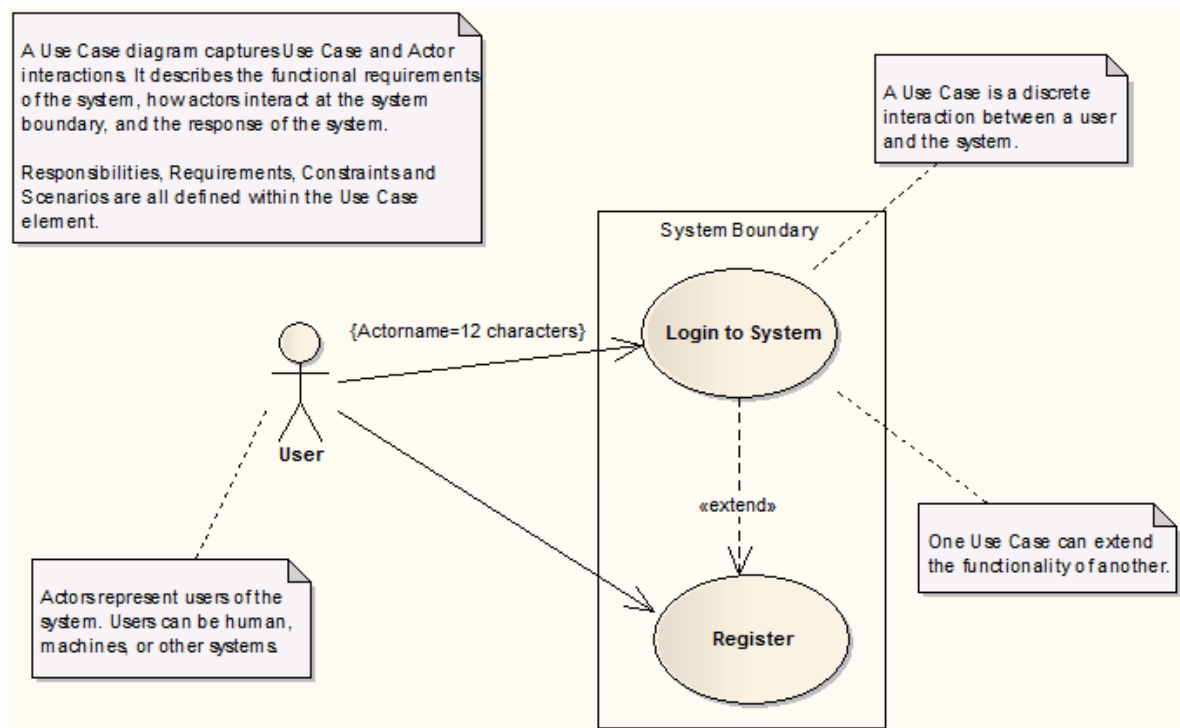 A Use Case diagram captures Use Case and Actor
interactions. It describes the functional requirements
of the system, how actors interact at the system
boundary, and the response of the system.
Responsibilities, Requirements, Constraints and
Scenarios are all defined within the Use Case
element.
A Use Case is a discrete
interaction between a user
and the system.
System Boundary
{Actorname=12 characters}
Login to System
User
«extend»
One Use Case can extend
the functionality of another.
Actors represent users of the
system. Users can be human,
machines, or other systems.
Register